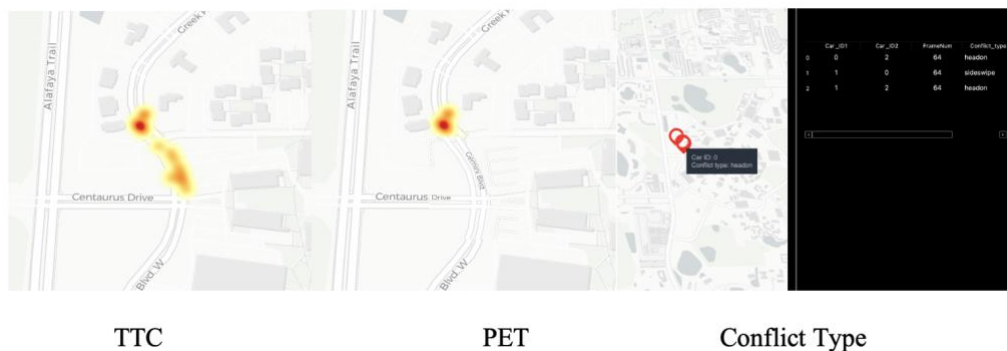 Alafaya Trail
Greek
Centaurus Drive
Blvd. W
Alafaya Trail
Greek
Gemini Blvd
Centaurus Drive
Blvd. W
Car ID: 0
Conflict type: headon
Car_ID1 Car_ID2 FrameNum Conflict_type
0 0 2 64 headon
1 1 0 64 sideswipe
2 1 2 64 headon
TTC PET Conflict Type